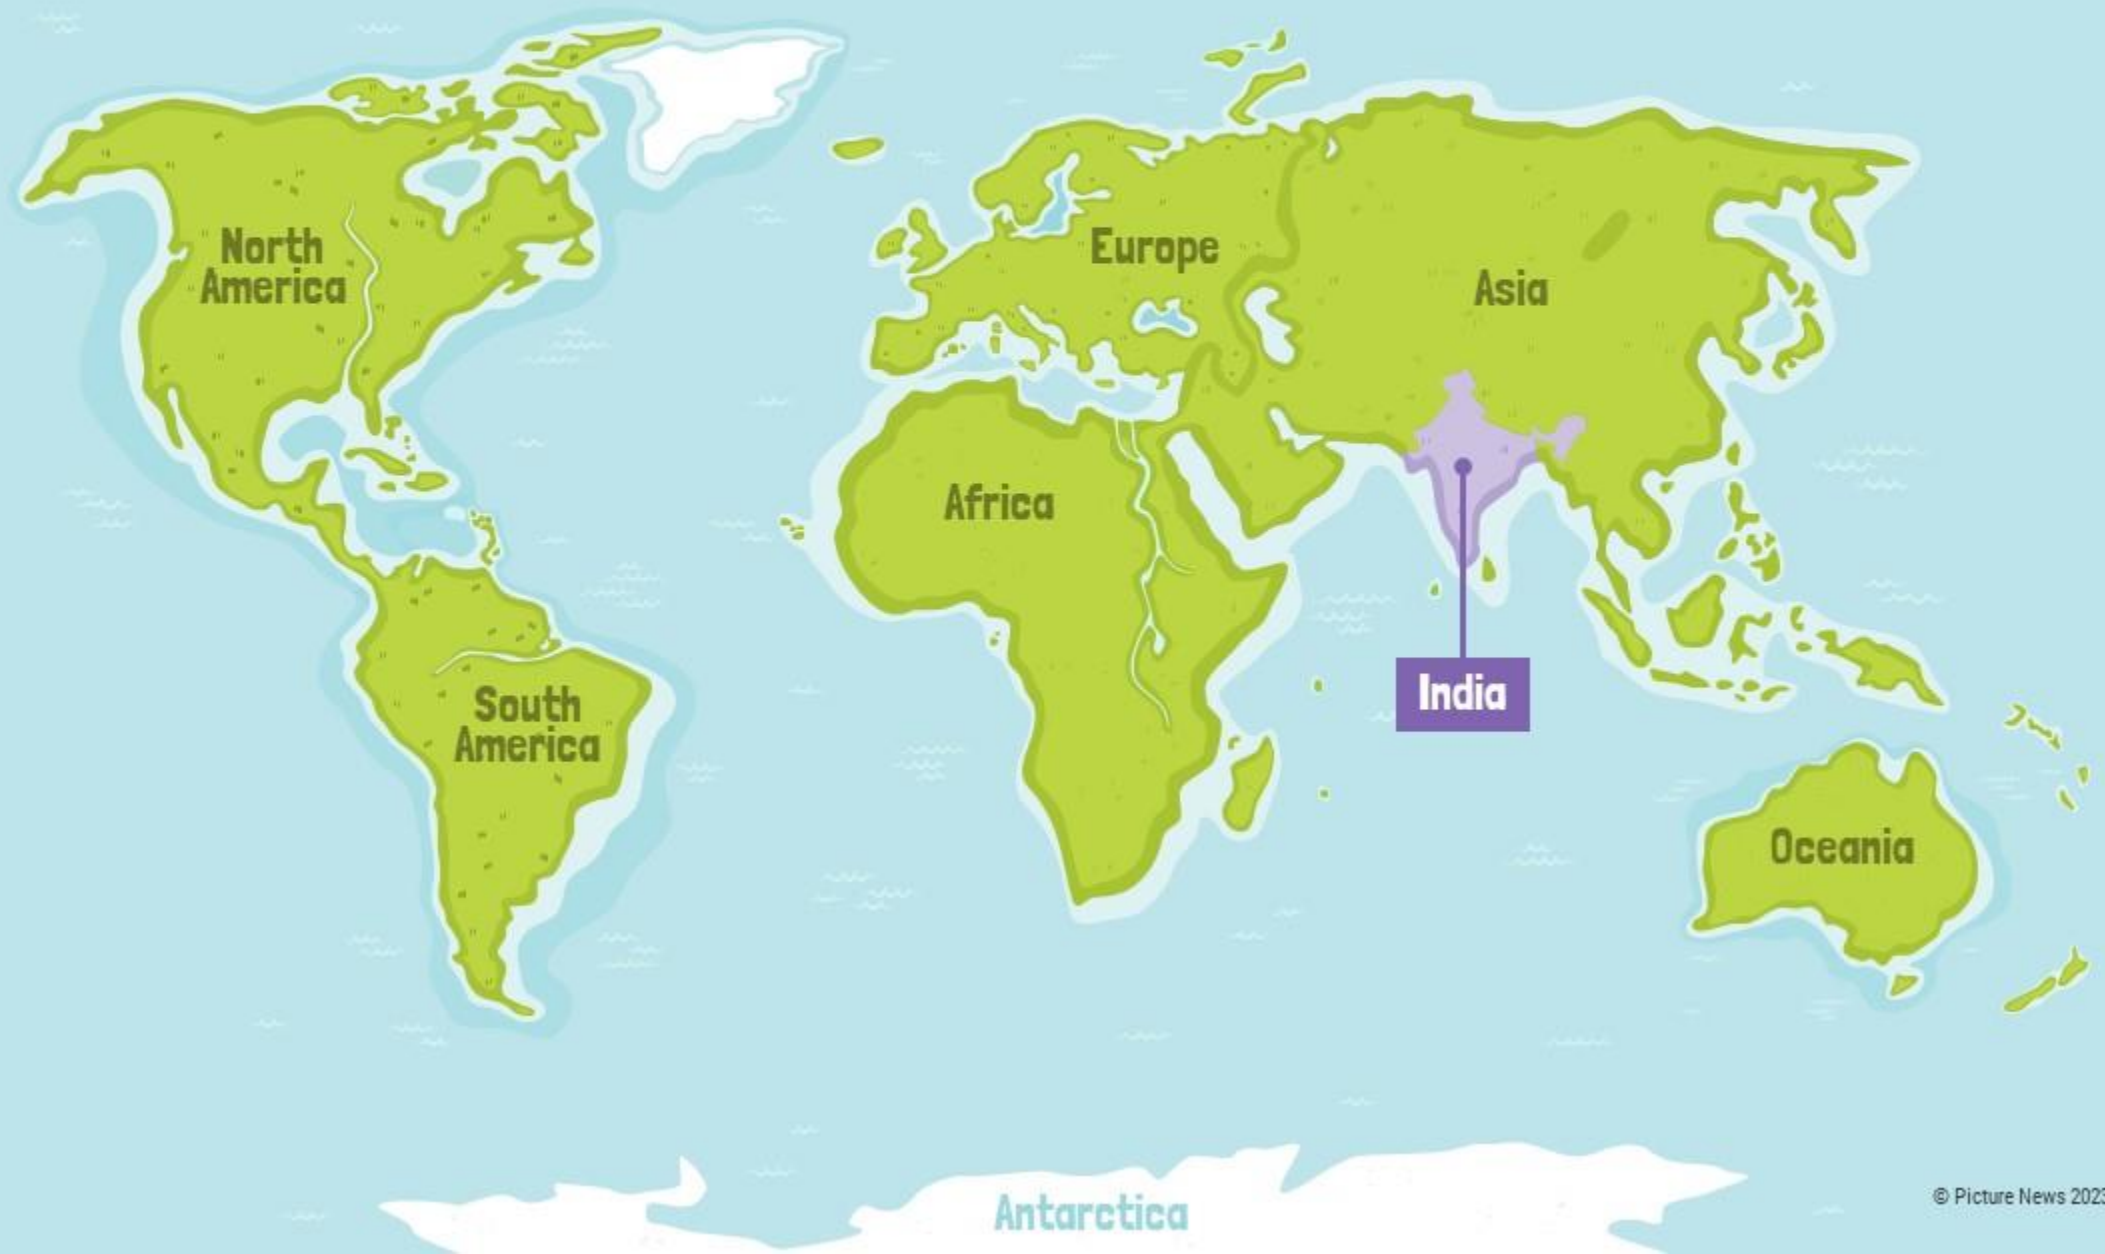 North
America
Europe
Asia
Africa
South
America
India
Oceania
Antarctica
© Picture News 2023